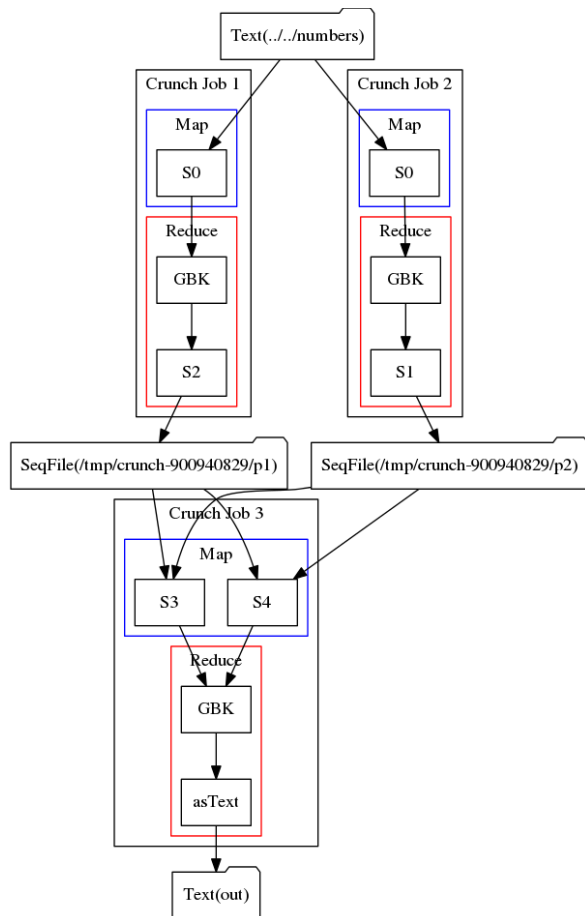 Text(../../numbers)
Crunch Job 1
Crunch Job 2
Map
Map
S0
S0
Reduce
Reduce
GBK
GBK
S2
S1
SeqFile(/tmp/crunch-900940829/p1)
SeqFile(/tmp/crunch-900940829/p2)
Crunch Job 3
Map
S3
S4
Reduce
GBK
asText
Text(out)